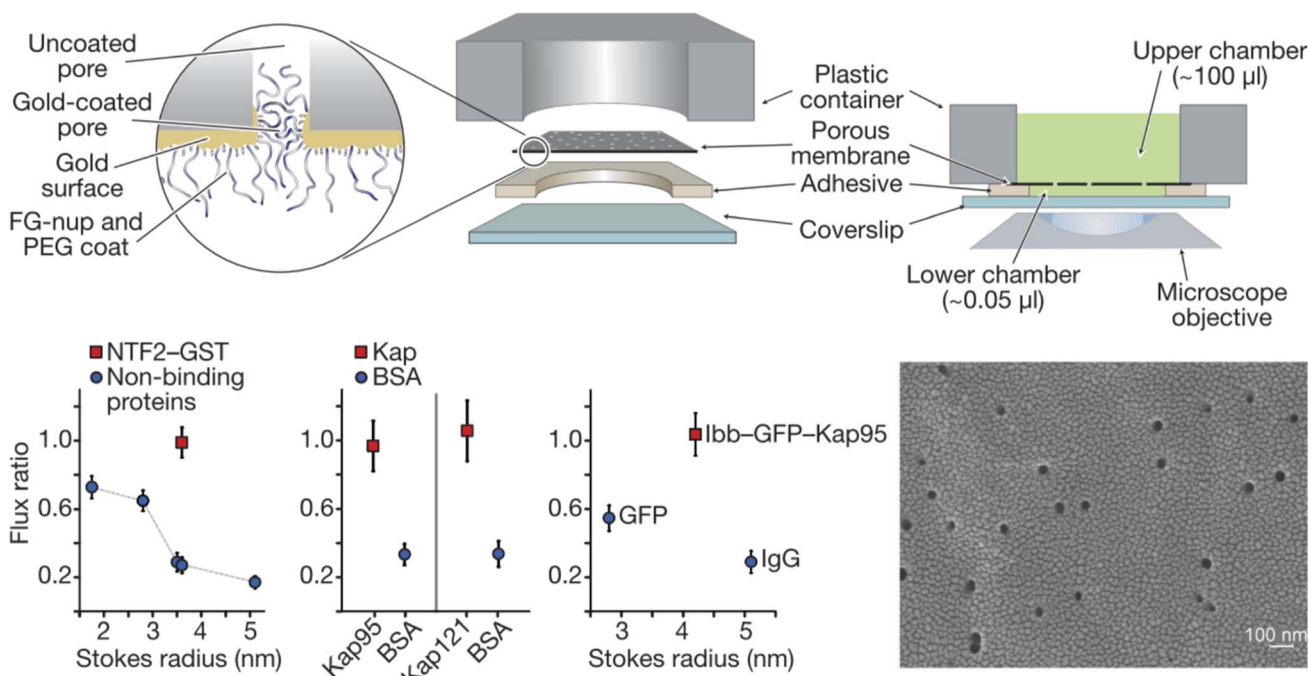 Uncoated
pore
Gold-coated
pore
Gold
surface
FG-nup and
PEG coat
Plastic
container
Porous
membrane
Adhesive
Coverslip
Upper chamber
(~100 µl)
Lower chamber
(~0.05 µl)
Microscope
objective
NTF2–GST
Non-binding
proteins
Flux ratio
1.0
0.6
0.2
2 3 4 5
Stokes radius (nm)
Kap
BSA
1.0
0.6
0.2
Kap95
BSA
Kap121
BSA
1.0
0.6
0.2
Ibb–GFP–Kap95
GFP
IgG
3 4 5
Stokes radius (nm)
100 nm